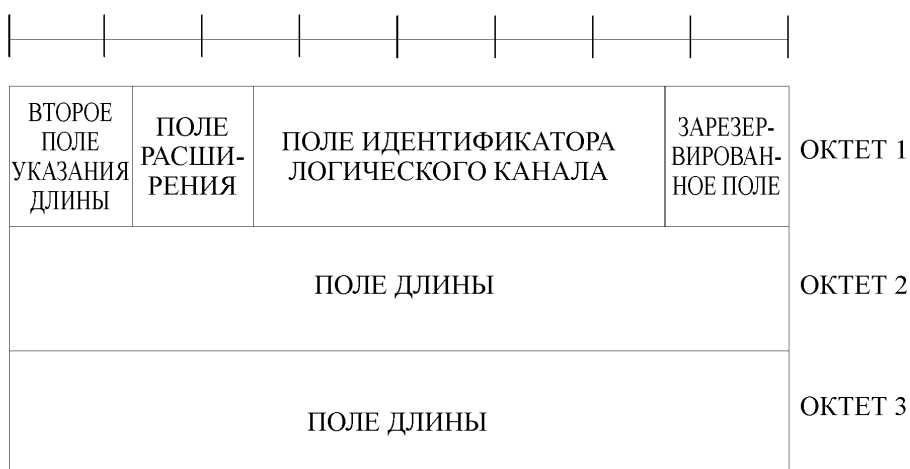 ВТОРОЕ
ПОЛЕ
УКАЗАНИЯ
ДЛИНЫ
ПОЛЕ
РАСШИ-
РЕНИЯ
ПОЛЕ ИДЕНТИФИКАТОРА
ЛОГИЧЕСКОГО КАНАЛА
ЗАРЕЗЕР-
ВИРОВАН-
НОЕ ПОЛЕ
ОКТЕТ 1
ПОЛЕ ДЛИНЫ
ОКТЕТ 2
ПОЛЕ ДЛИНЫ
ОКТЕТ 3